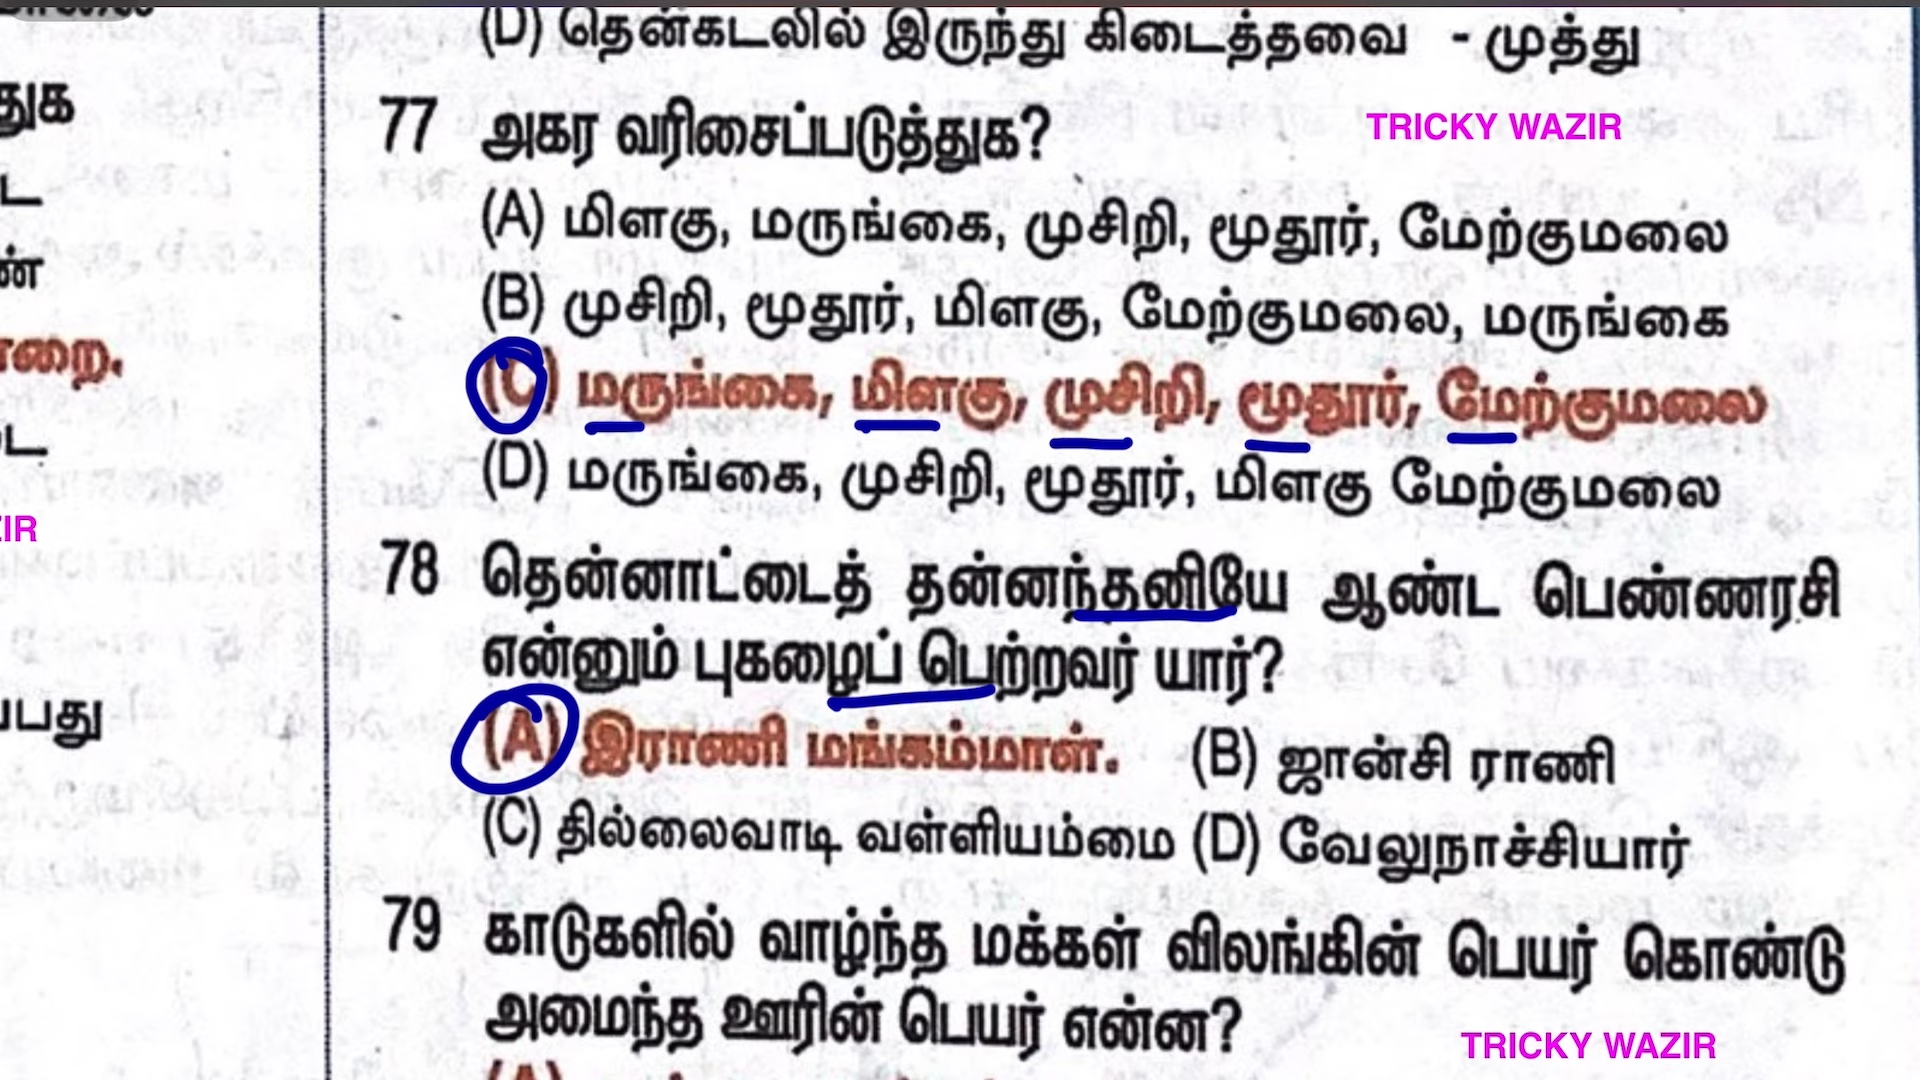 (D) தென்கடலில் இருந்து கிடைத்தவை - முத்து
77 அகர வரிசைப்படுத்துக?
TRICKY WAZIR
(A) மிளகு, மருங்கை, முசிறி, மூதூர், மேற்குமலை
(B) முசிறி, மூதூர், மிளகு, மேற்குமலை, மருங்கை
(C) மருங்கை, மிளகு, முசிறி, மூதூர், மேற்குமலை
(D) மருங்கை, முசிறி, மூதூர், மிளகு மேற்குமலை
78 தென்னாட்டைத் தன்னந்தனியே ஆண்ட பெண்ணரசி
என்னும் புகழைப் பெற்றவர் யார்?
(A) இராணி மங்கம்மாள். (B) ஜான்சி ராணி
(C) தில்லைவாடி வள்ளியம்மை (D) வேலுநாச்சியார்
79 காடுகளில் வாழ்ந்த மக்கள் விலங்கின் பெயர் கொண்டு
அமைந்த ஊரின் பெயர் என்ன?
TRICKY WAZIR